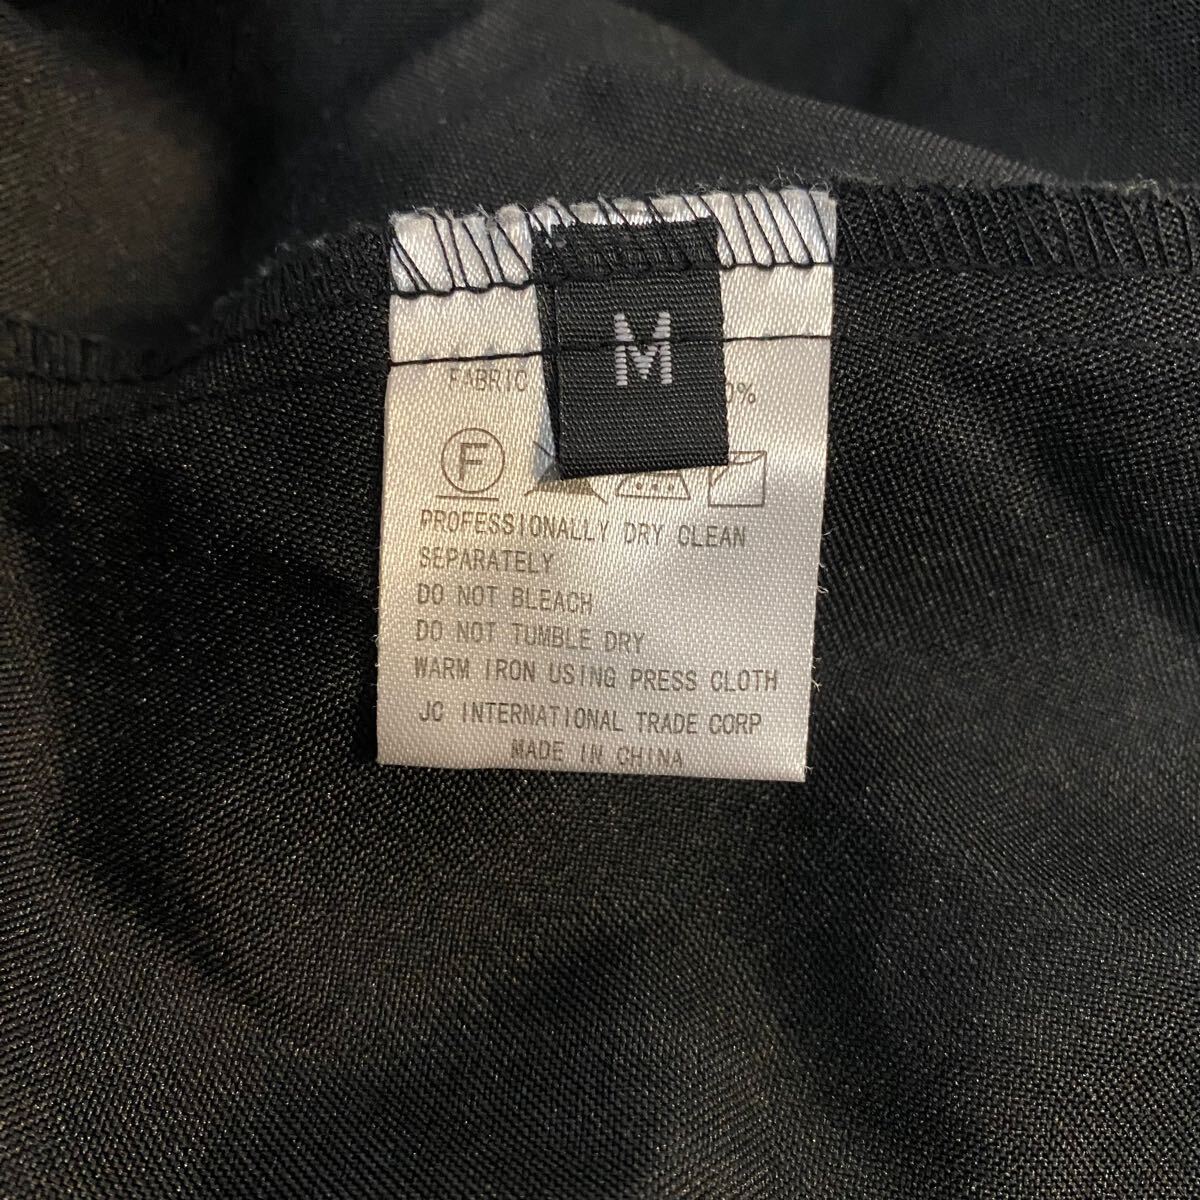 M
FABRIC 0%
F
PROFESSIONALLY DRY CLEAN
SEPARATELY
DO NOT BLEACH
DO NOT TUMBLE DRY
WARM IRON USING PRESS CLOTH
JC INTERNATIONAL TRADE CORP
MADE IN CHINA